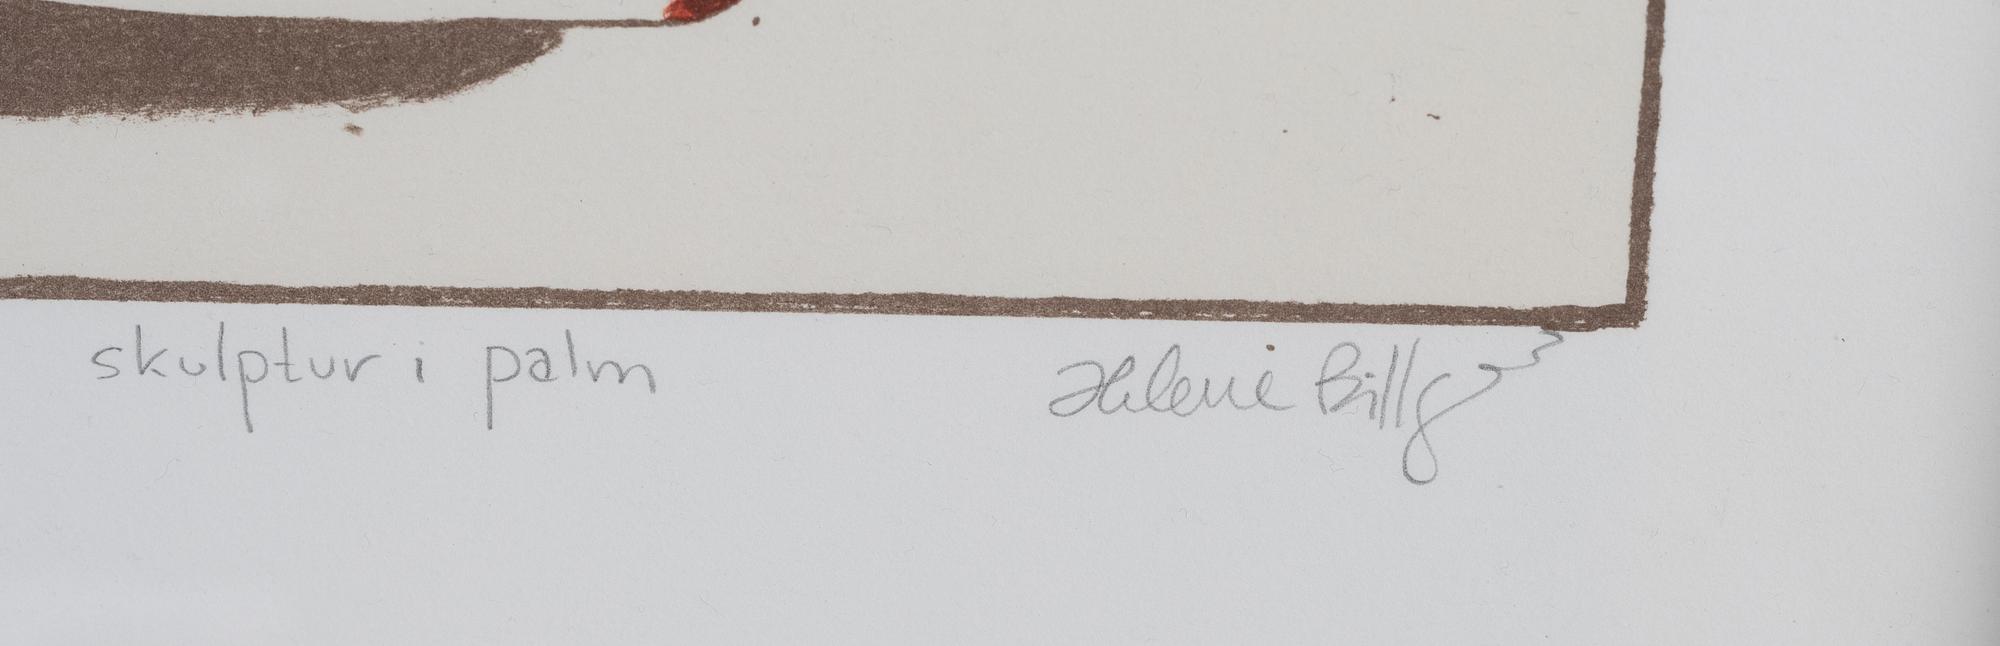 skulptur i palm Helene Billgren